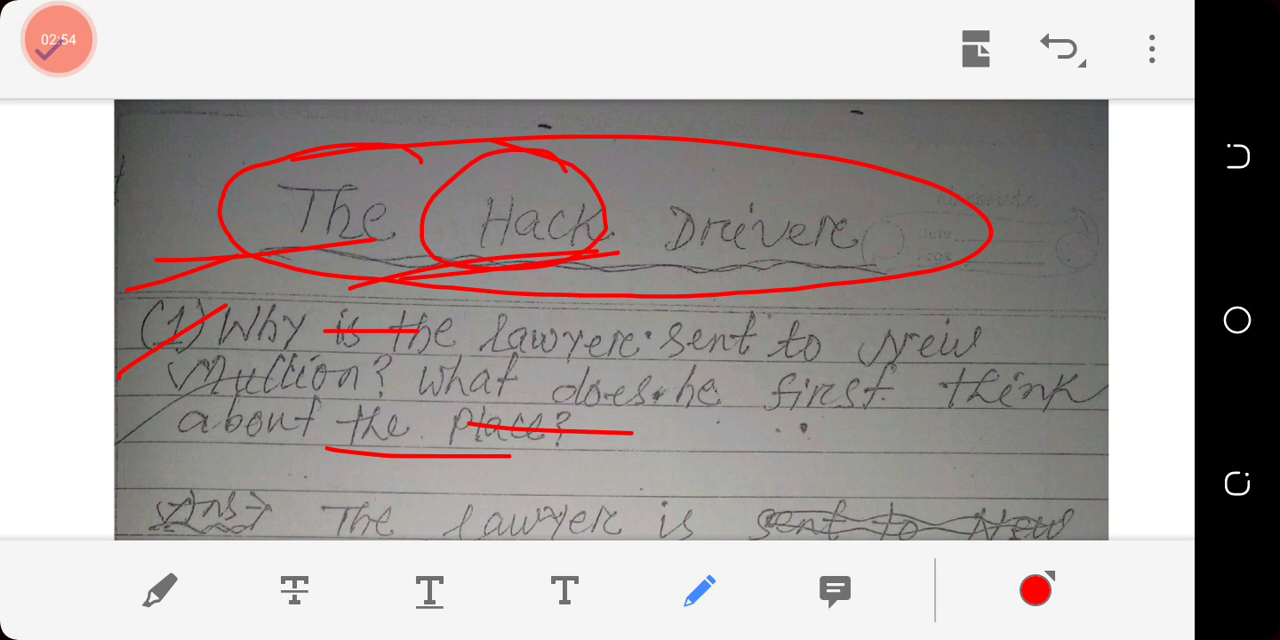 02:54
The Hack Driver
(1) Why is the lawyer sent to New
Mullion? what does he first think
about the place?
Ans→ The lawyer is sent to New